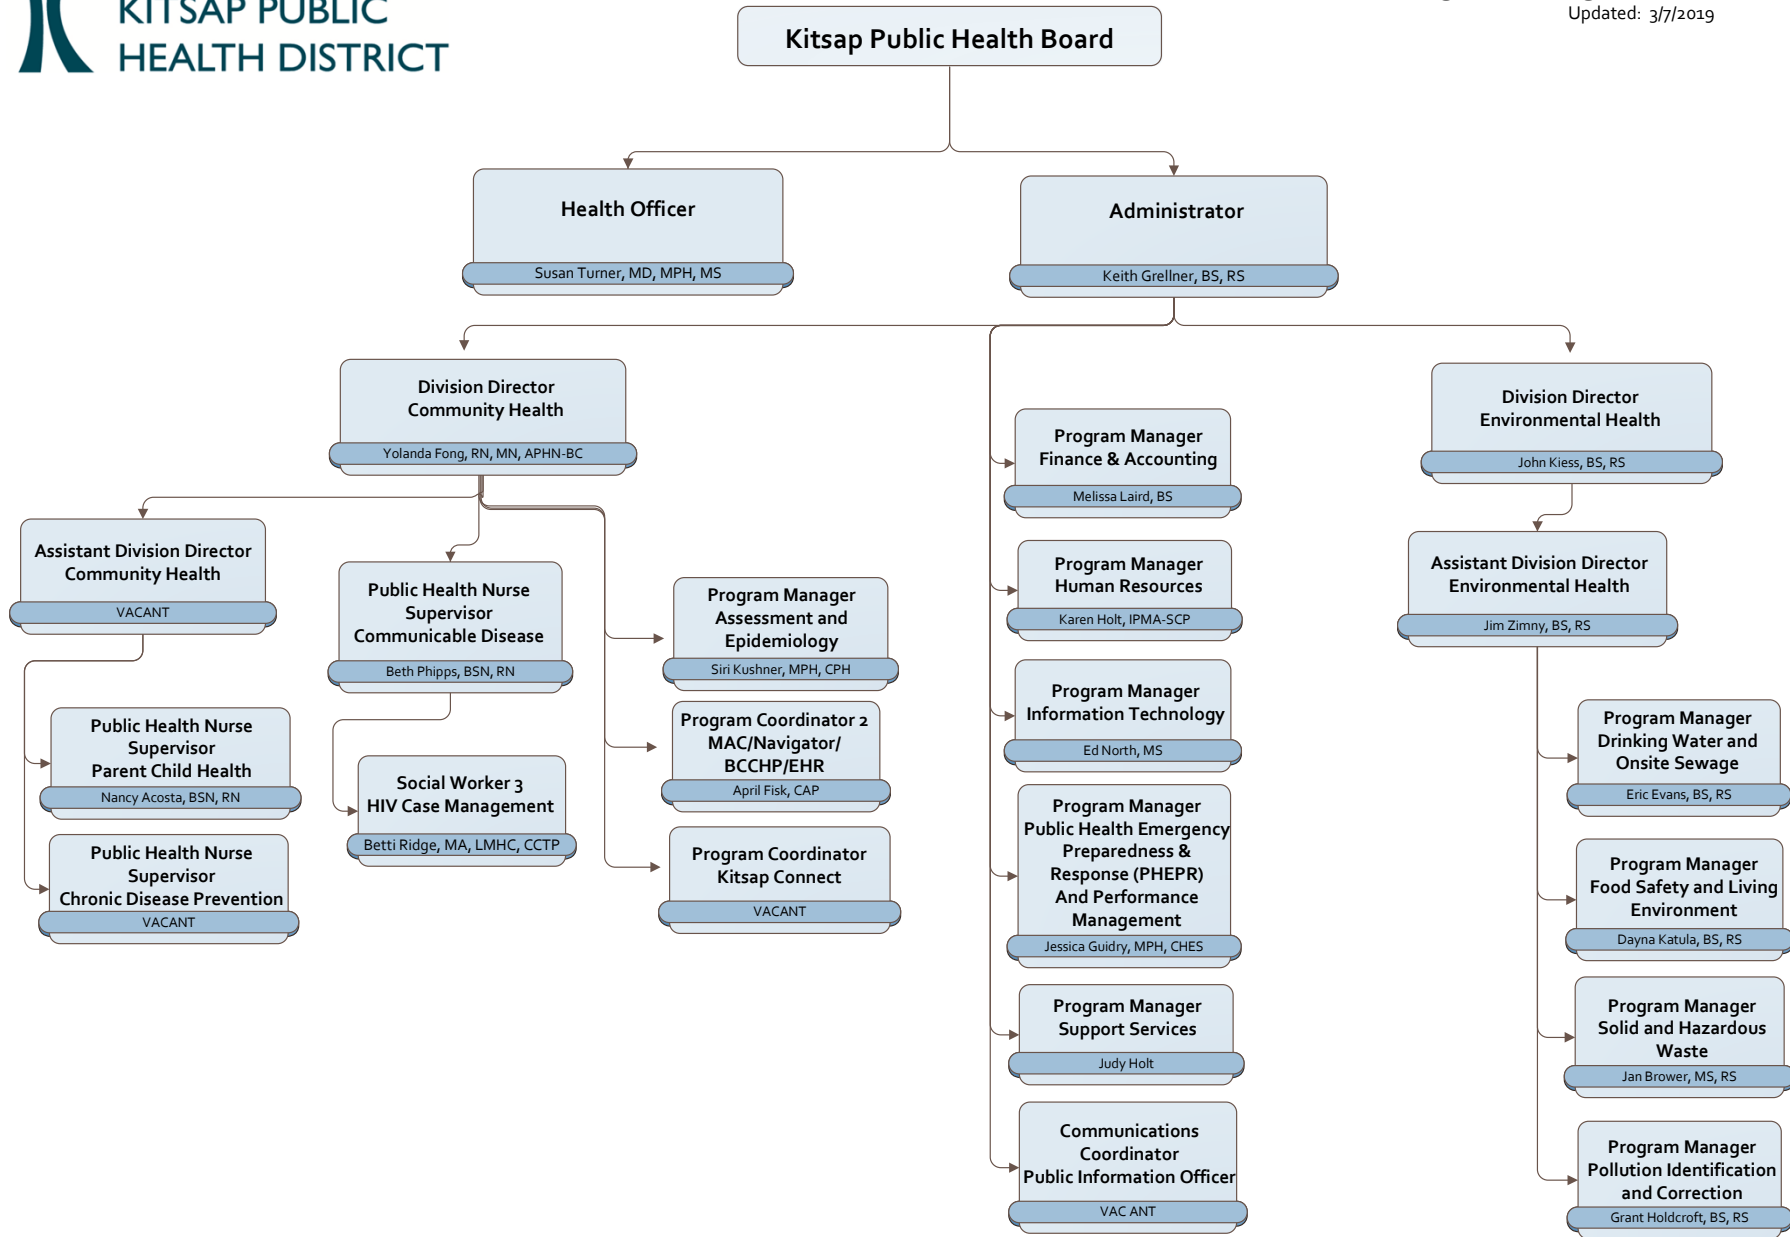 KITSAP PUBLIC
HEALTH DISTRICT
Updated: 3/7/2019
Kitsap Public Health Board
Health Officer
Susan Turner, MD, MPH, MS
Administrator
Keith Grellner, BS, RS
Division Director
Community Health
Yolanda Fong, RN, MN, APHN-BC
Assistant Division Director
Community Health
VACANT
Public Health Nurse
Supervisor
Parent Child Health
Nancy Acosta, BSN, RN
Public Health Nurse
Supervisor
Chronic Disease Prevention
VACANT
Public Health Nurse
Supervisor
Communicable Disease
Beth Phipps, BSN, RN
Social Worker 3
HIV Case Management
Betti Ridge, MA, LMHC, CCTP
Program Manager
Assessment and
Epidemiology
Siri Kushner, MPH, CPH
Program Coordinator 2
MAC/Navigator/
BCCHP/EHR
April Fisk, CAP
Program Coordinator
Kitsap Connect
VACANT
Program Manager
Finance & Accounting
Melissa Laird, BS
Program Manager
Human Resources
Karen Holt, IPMA-SCP
Program Manager
Information Technology
Ed North, MS
Program Manager
Public Health Emergency
Preparedness &
Response (PHEPR)
And Performance
Management
Jessica Guidry, MPH, CHES
Program Manager
Support Services
Judy Holt
Communications
Coordinator
Public Information Officer
VAC ANT
Division Director
Environmental Health
John Kiess, BS, RS
Assistant Division Director
Environmental Health
Jim Zimny, BS, RS
Program Manager
Drinking Water and
Onsite Sewage
Eric Evans, BS, RS
Program Manager
Food Safety and Living
Environment
Dayna Katula, BS, RS
Program Manager
Solid and Hazardous
Waste
Jan Brower, MS, RS
Program Manager
Pollution Identification
and Correction
Grant Holdcroft, BS, RS